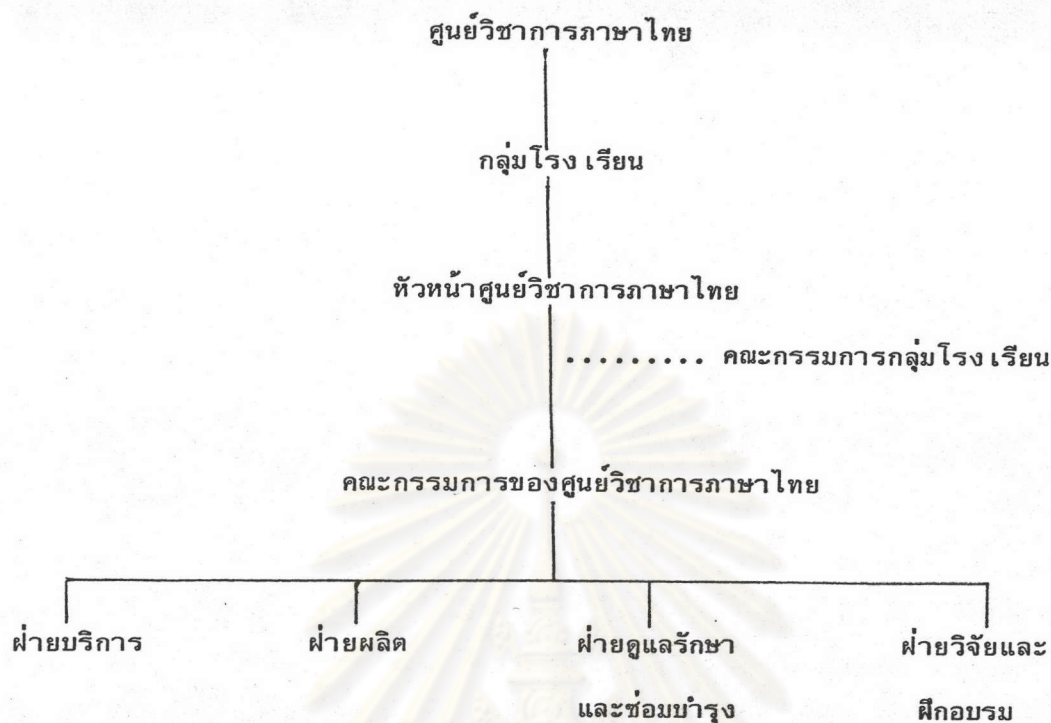 ศูนย์วิชาการภาษาไทย
กลุ่มโรงเรียน
หัวหน้าศูนย์วิชาการภาษาไทย
......... คณะกรรมการกลุ่มโรงเรียน
คณะกรรมการของศูนย์วิชาการภาษาไทย
ฝ่ายบริการ ฝ่ายผลิต ฝ่ายดูแลรักษา ฝ่ายวิจัยและ
และซ่อมบำรุง ฝึกอบรม